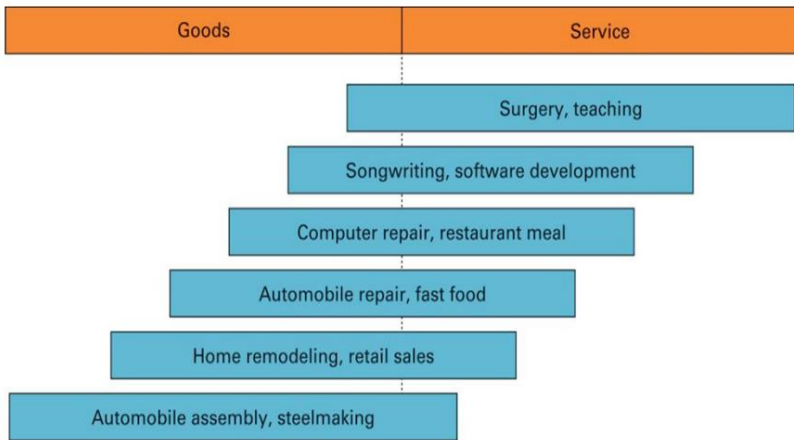 Goods
Service
Surgery, teaching
Songwriting, software development
Computer repair, restaurant meal
Automobile repair, fast food
Home remodeling, retail sales
Automobile assembly, steelmaking